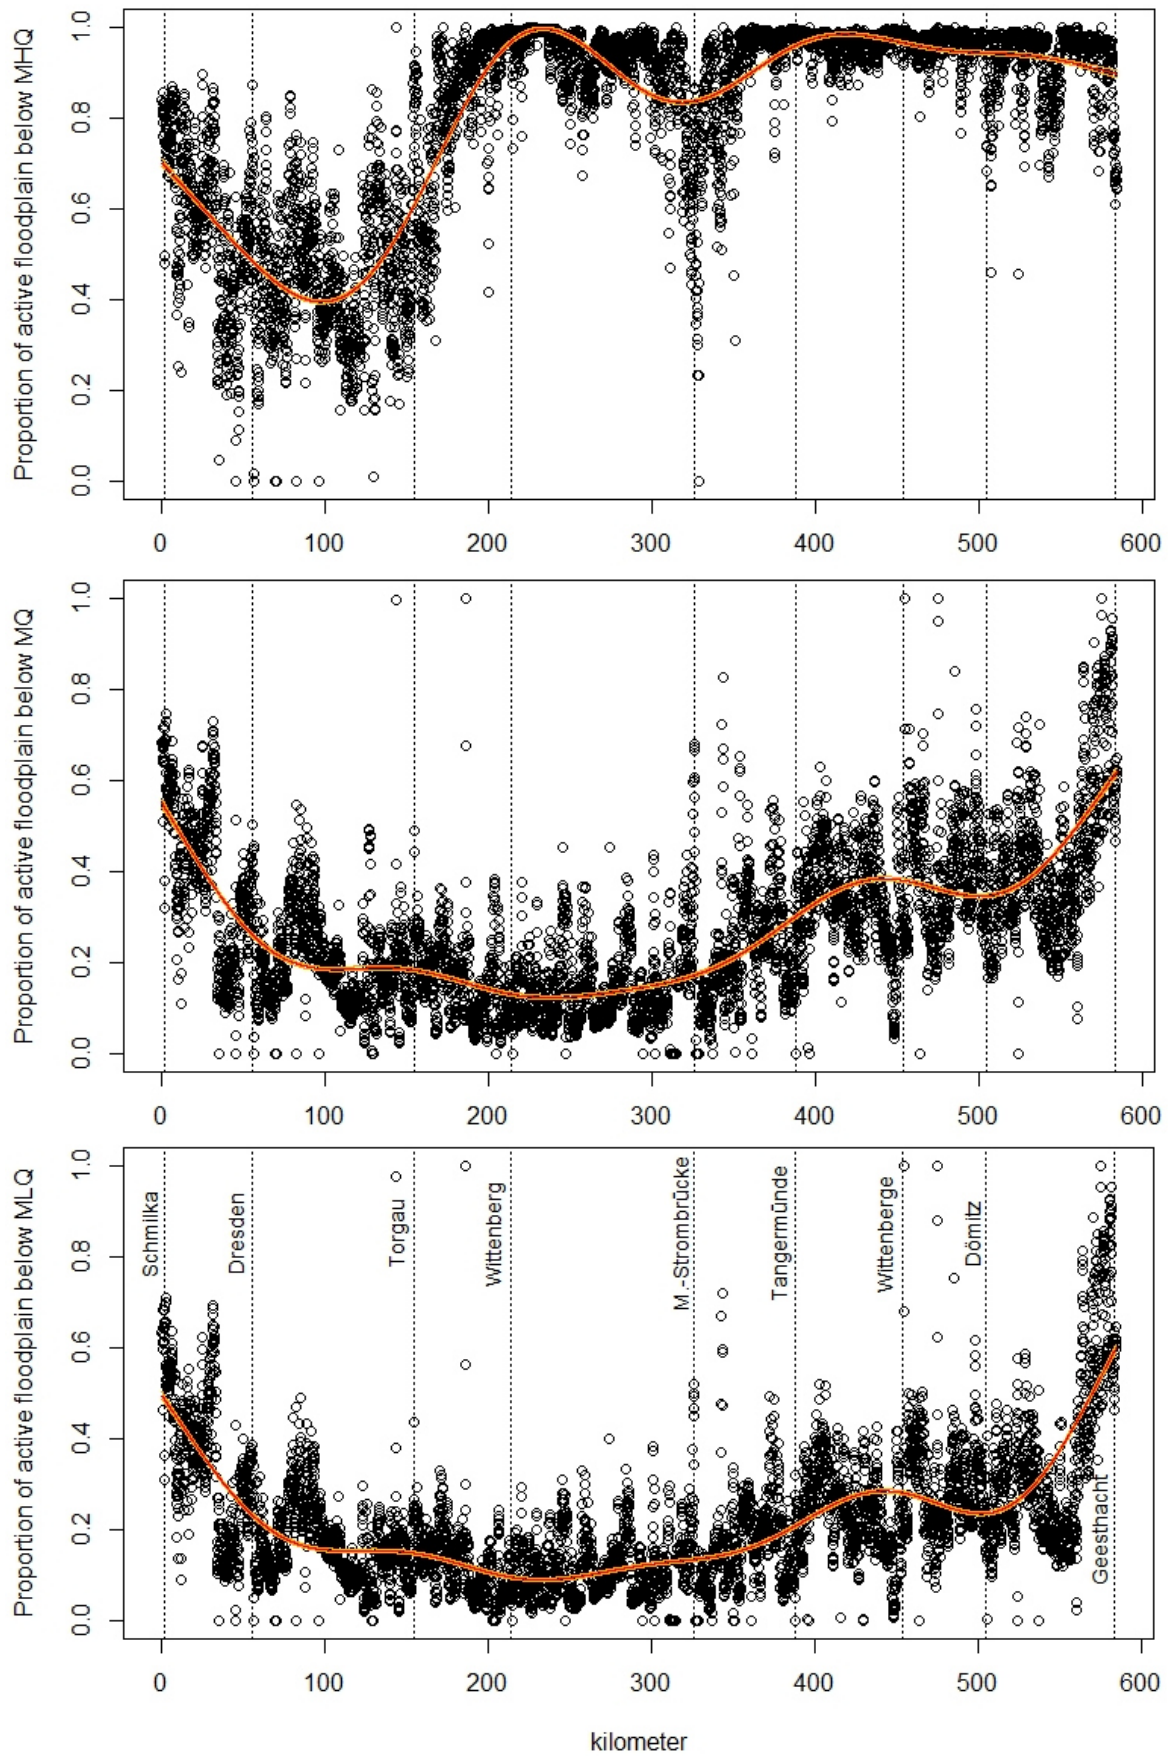 Proportion of active floodplain below MHQ
1.0
0.8
0.6
0.4
0.2
0.0
0 100 200 300 400 500 600
Proportion of active floodplain below MQ
1.0
0.8
0.6
0.4
0.2
0.0
0 100 200 300 400 500 600
Proportion of active floodplain below MLQ
1.0
0.8
0.6
0.4
0.2
0.0
Schmilka
Dresden
Torgau
Wittenberg
M.-Strombrücke
Tangermünde
Wittenberge
Dömitz
Geesthacht
0 100 200 300 400 500 600
kilometer